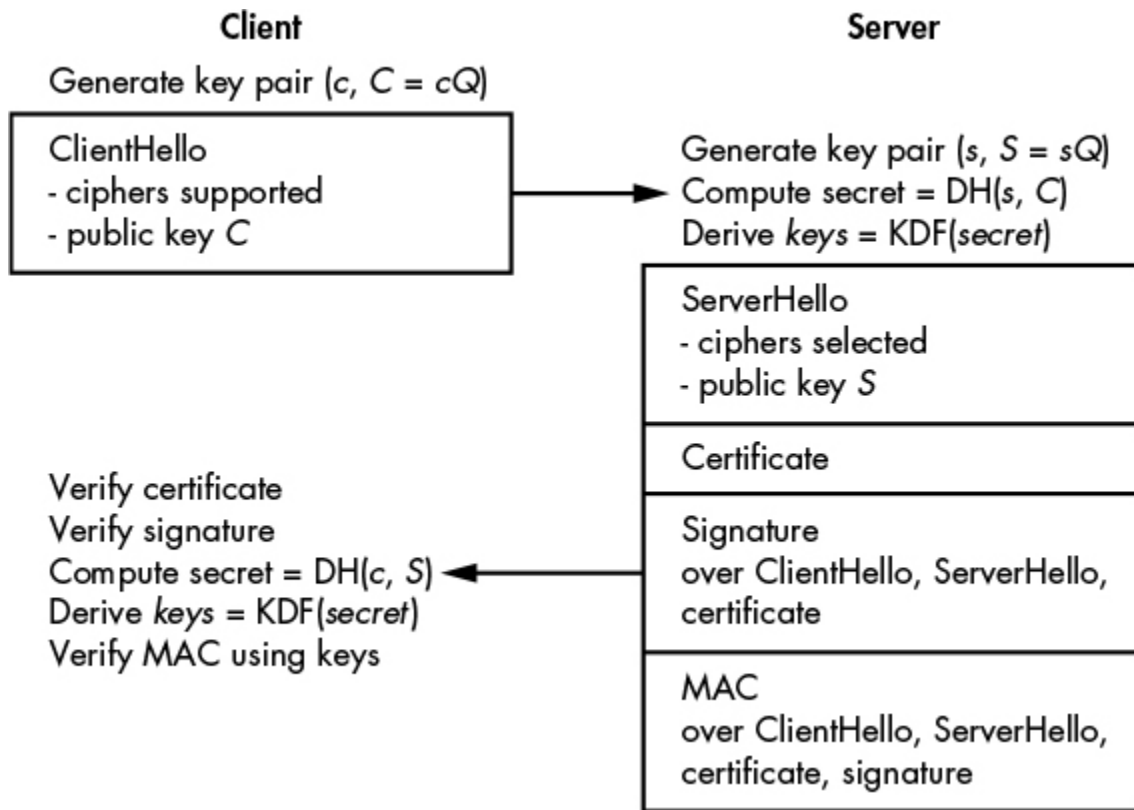 Client
Generate key pair (c, C = cQ)
ClientHello
- ciphers supported
- public key C
Verify certificate
Verify signature
Compute secret = DH(c, S)
Derive keys = KDF(secret)
Verify MAC using keys
Server
Generate key pair (s, S = sQ)
Compute secret = DH(s, C)
Derive keys = KDF(secret)
ServerHello
- ciphers selected
- public key S
Certificate
Signature
over ClientHello, ServerHello,
certificate
MAC
over ClientHello, ServerHello,
certificate, signature